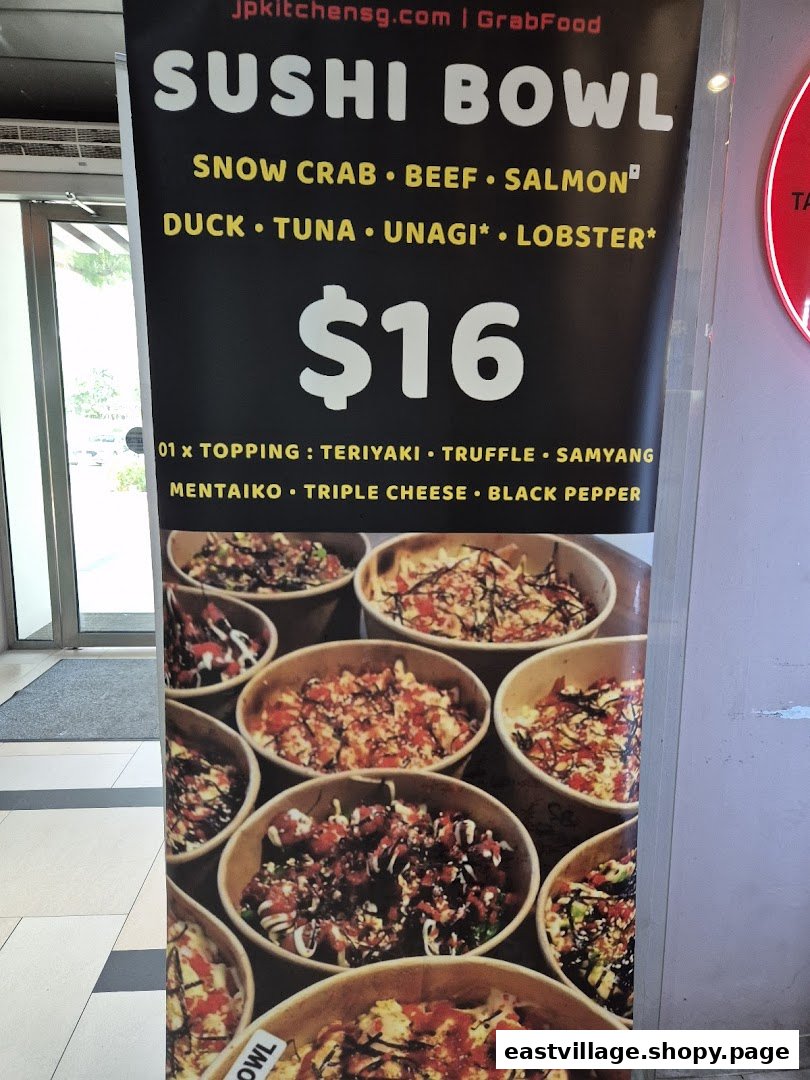 jpkitchensg.com | GrabFood
SUSHI BOWL
SNOW CRAB • BEEF • SALMON
DUCK • TUNA • UNAGI* • LOBSTER*
$16
01 x TOPPING : TERIYAKI • TRUFFLE • SAMYANG
MENTAIKO • TRIPLE CHEESE • BLACK PEPPER
TA
OWL
eastvillage.shopy.page